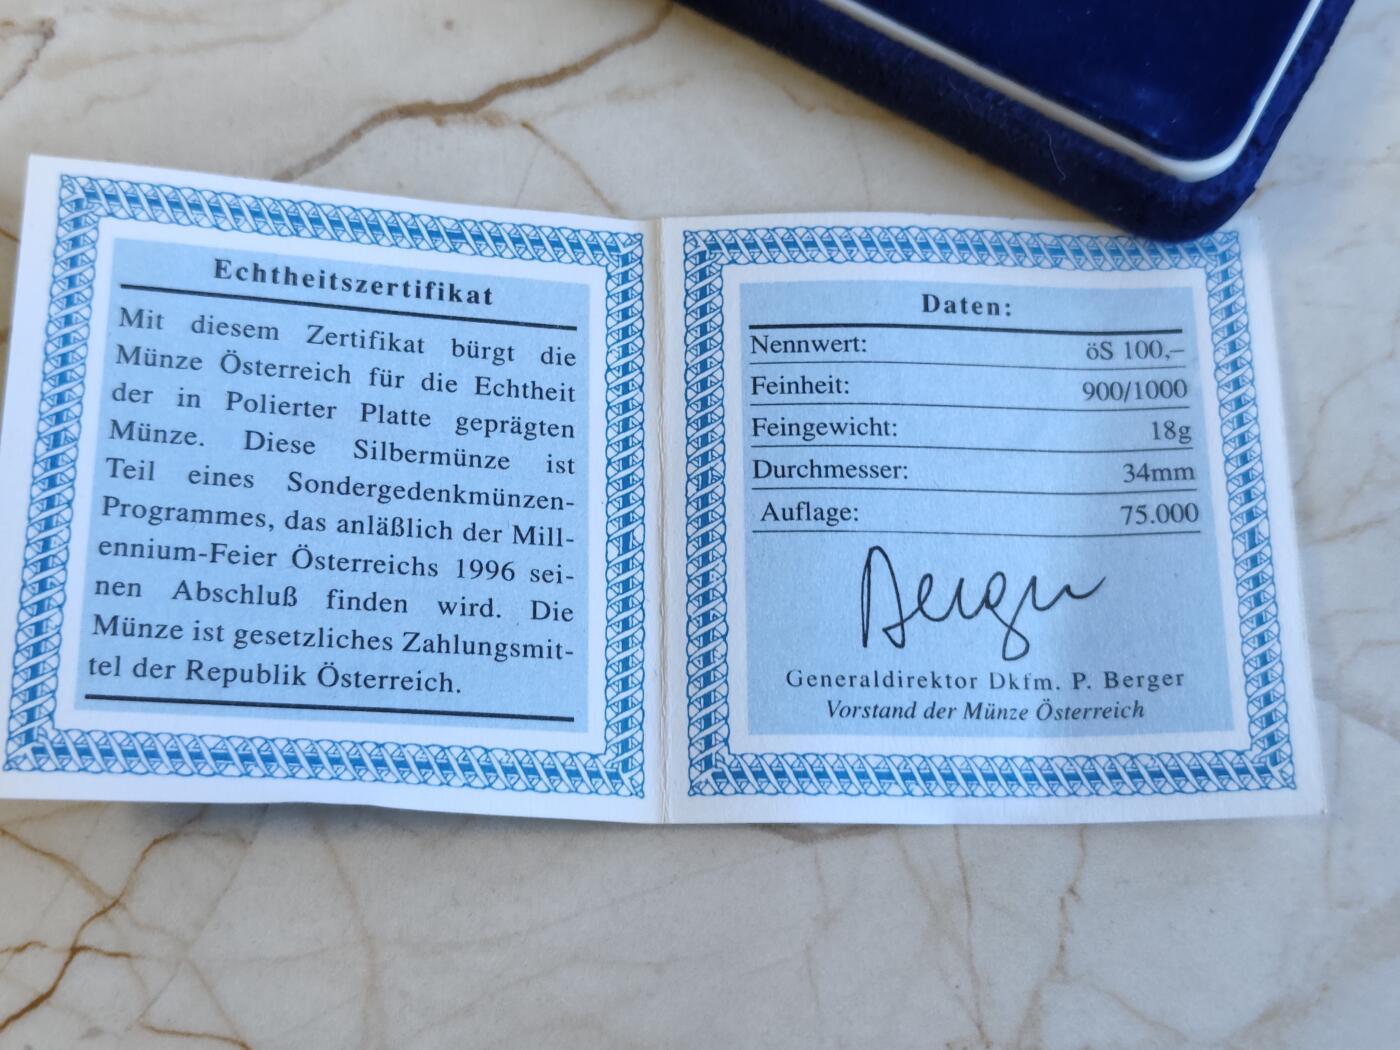 Echtheitszertifikat
Mit diesem Zertifikat bürgt die
Münze Österreich für die Echtheit
der in Polierter Platte geprägten
Münze. Diese Silbermünze ist
Teil eines Sondergedenkmünzen-
Programmes, das anläßlich der Mill-
ennium-Feier Österreichs 1996 sei-
nen Abschluß finden wird. Die
Münze ist gesetzliches Zahlungsmit-
tel der Republik Österreich.
Daten:
Nennwert: öS 100,–
Feinheit: 900/1000
Feingewicht: 18g
Durchmesser: 34mm
Auflage: 75.000
Berger
Generaldirektor Dkfm. P. Berger
Vorstand der Münze Österreich